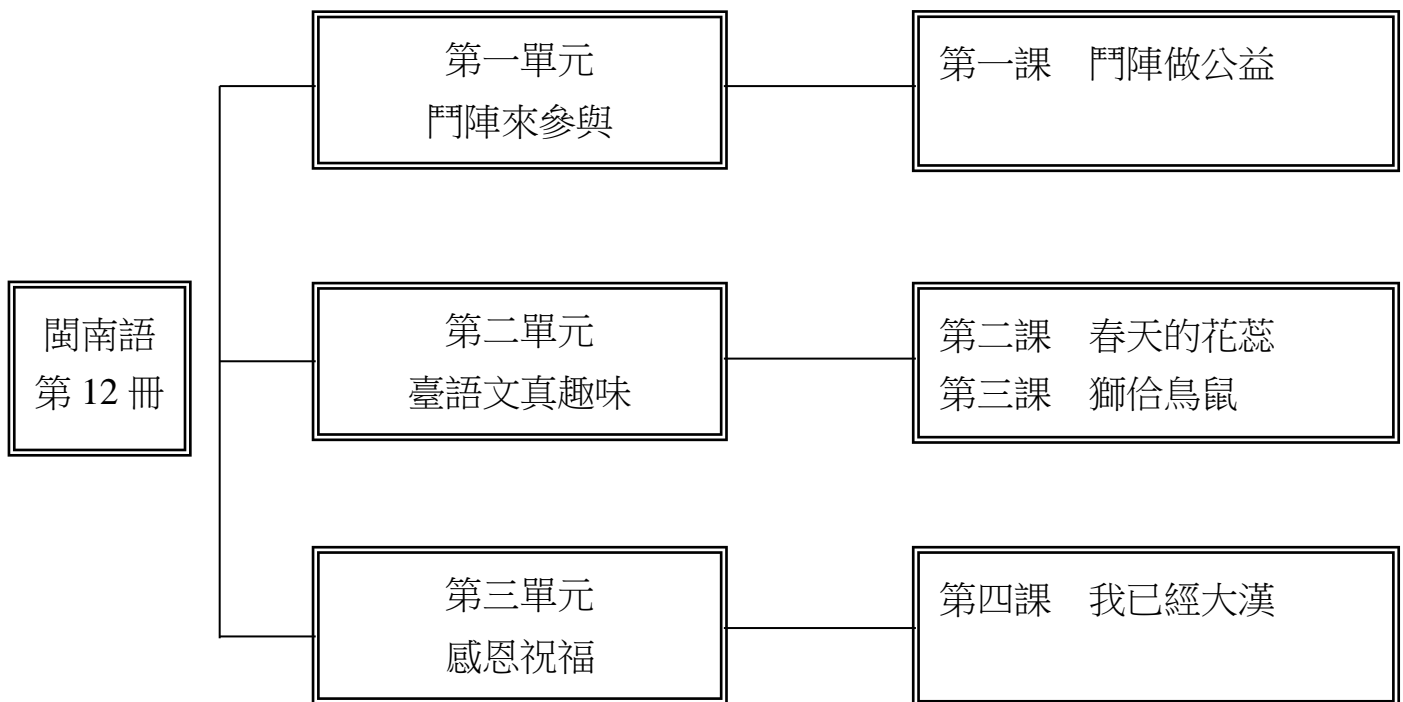 閩南語
第 12 冊
第一單元
鬥陣來參與
第一課 鬥陣做公益
第二單元
臺語文真趣味
第二課 春天的花蕊
第三課 獅佮鳥鼠
第三單元
感恩祝福
第四課 我已經大漢